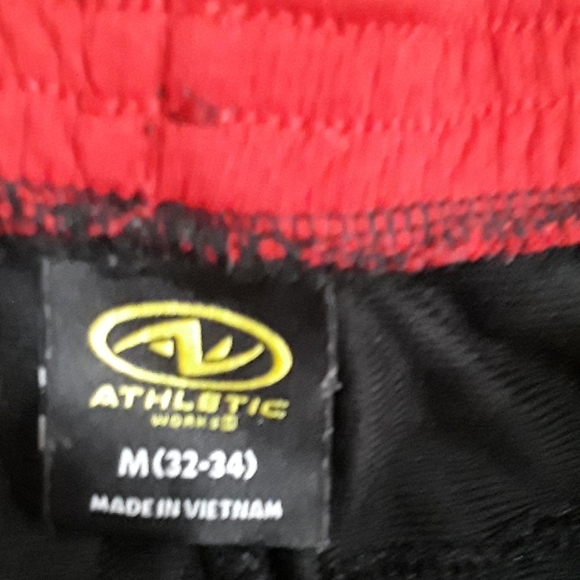 ATHLETIC
WORKS
M(32-34)
MADE IN VIETNAM